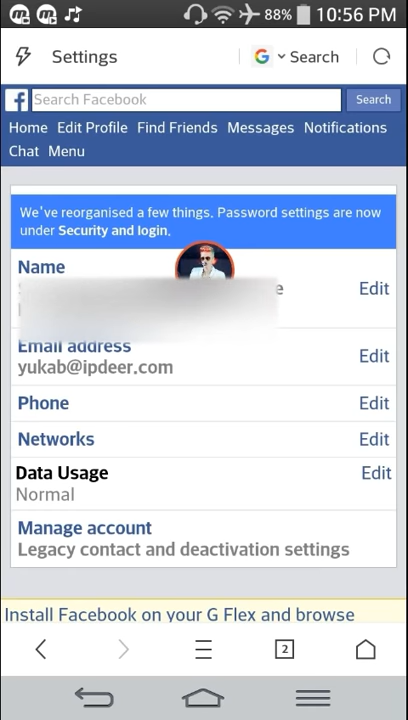 88% 10:56 PM
Settings
G Search
f Search Facebook Search
Home Edit Profile Find Friends Messages Notifications
Chat Menu
We've reorganised a few things. Password settings are now
under Security and login.
Name
Edit
Email address
yukab@ipdeer.com
Edit
Phone Edit
Networks Edit
Data Usage Edit
Normal
Manage account
Legacy contact and deactivation settings
Install Facebook on your G Flex and browse
2